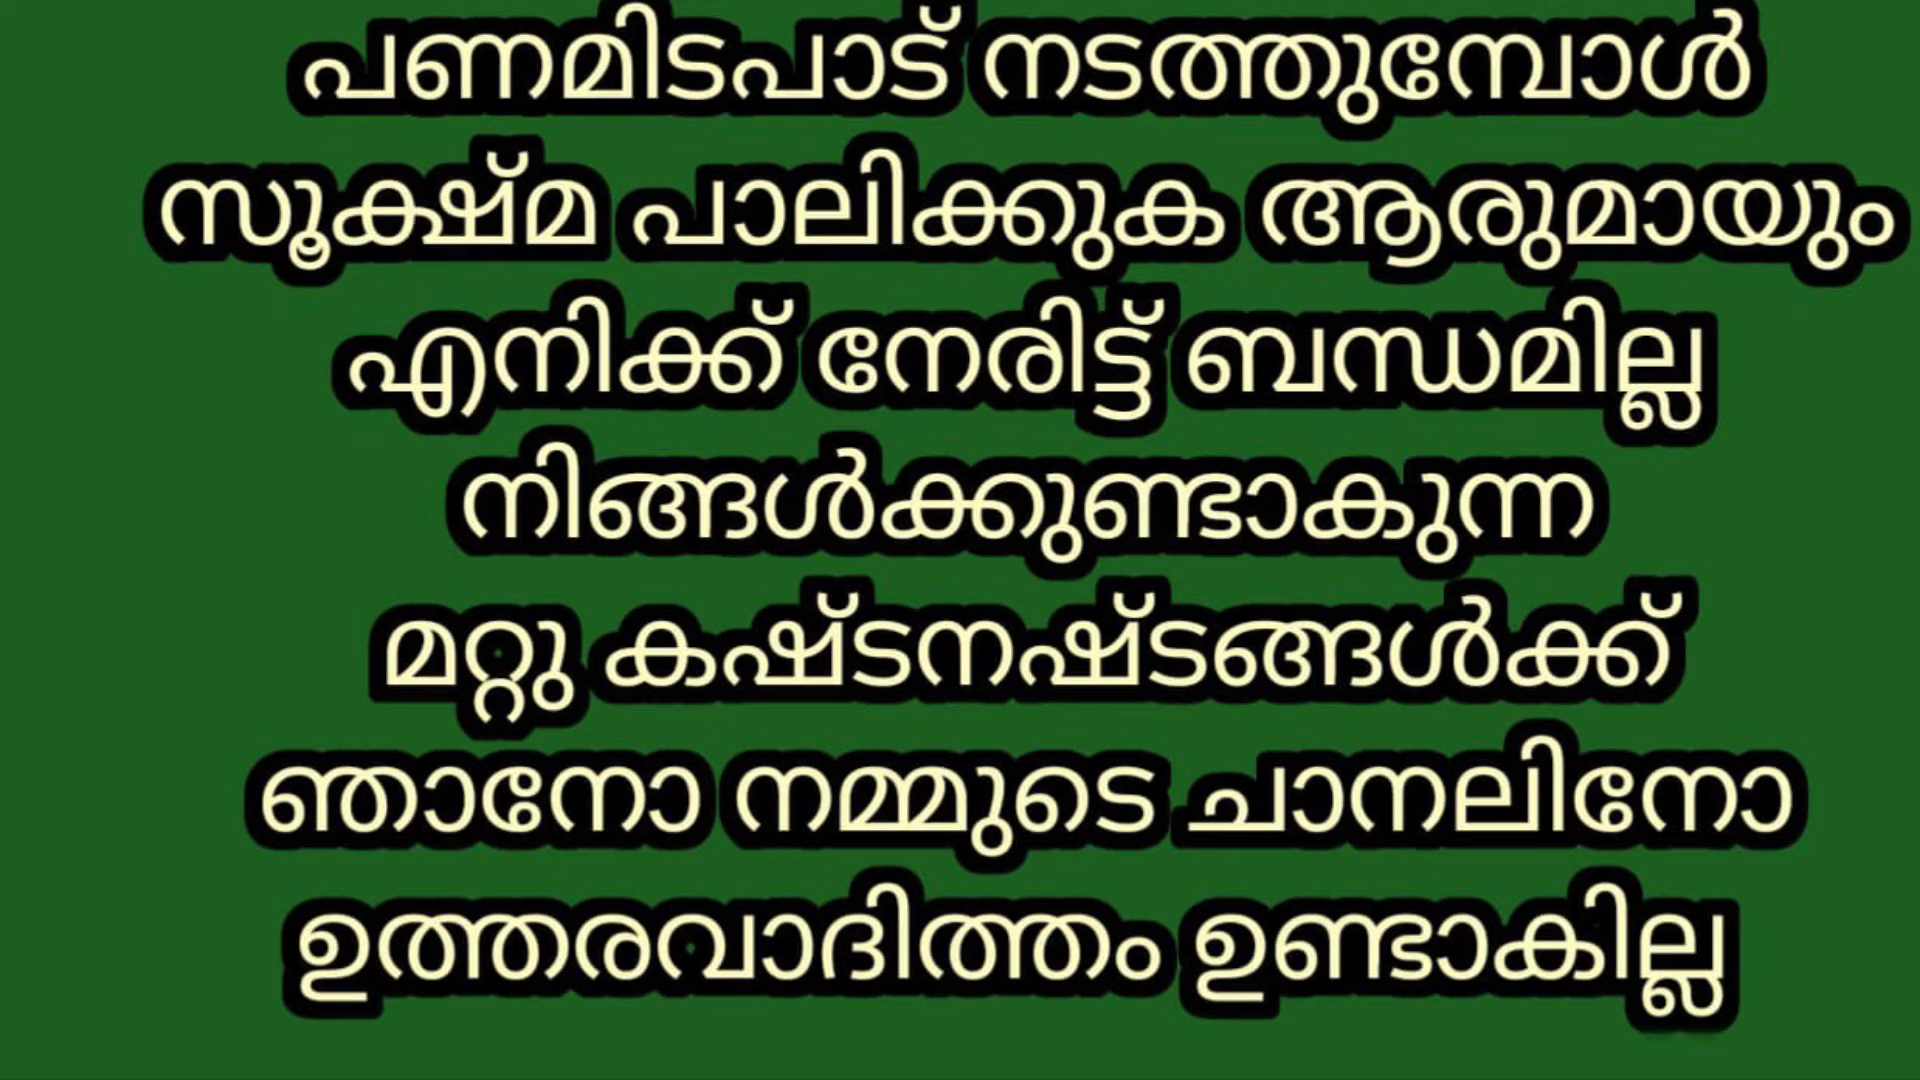 പണമിടപാട് നടത്തുമ്പോൾ
സൂക്ഷ്മ പാലിക്കുക ആരുമായും
എനിക്ക് നേരിട്ട് ബന്ധമില്ല
നിങ്ങൾക്കുണ്ടാകുന്ന
മറ്റു കഷ്ടനഷ്ടങ്ങൾക്ക്
ഞാനോ നമ്മുടെ ചാനലിനോ
ഉത്തരവാദിത്തം ഉണ്ടാകില്ല